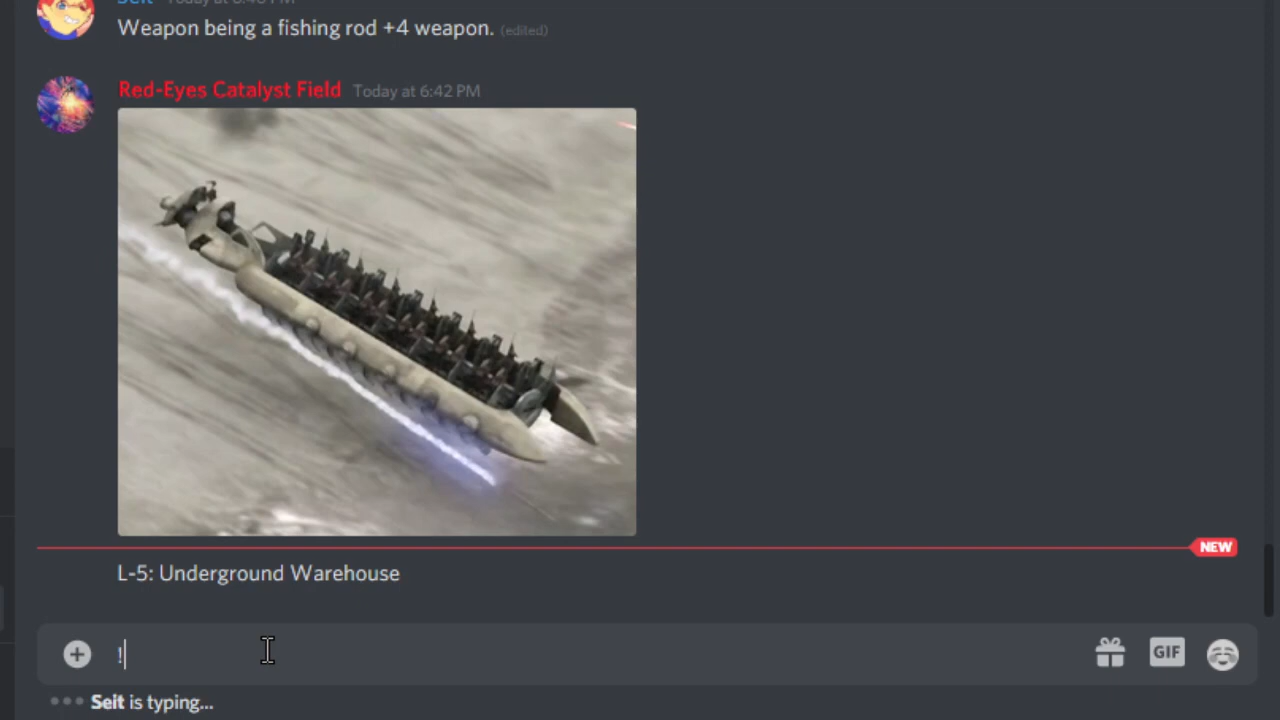 Seit Today at 6:40 PM
Weapon being a fishing rod +4 weapon. (edited)
Red-Eyes Catalyst Field Today at 6:42 PM
NEW
L-5: Underground Warehouse
!
GIF
Seit is typing...